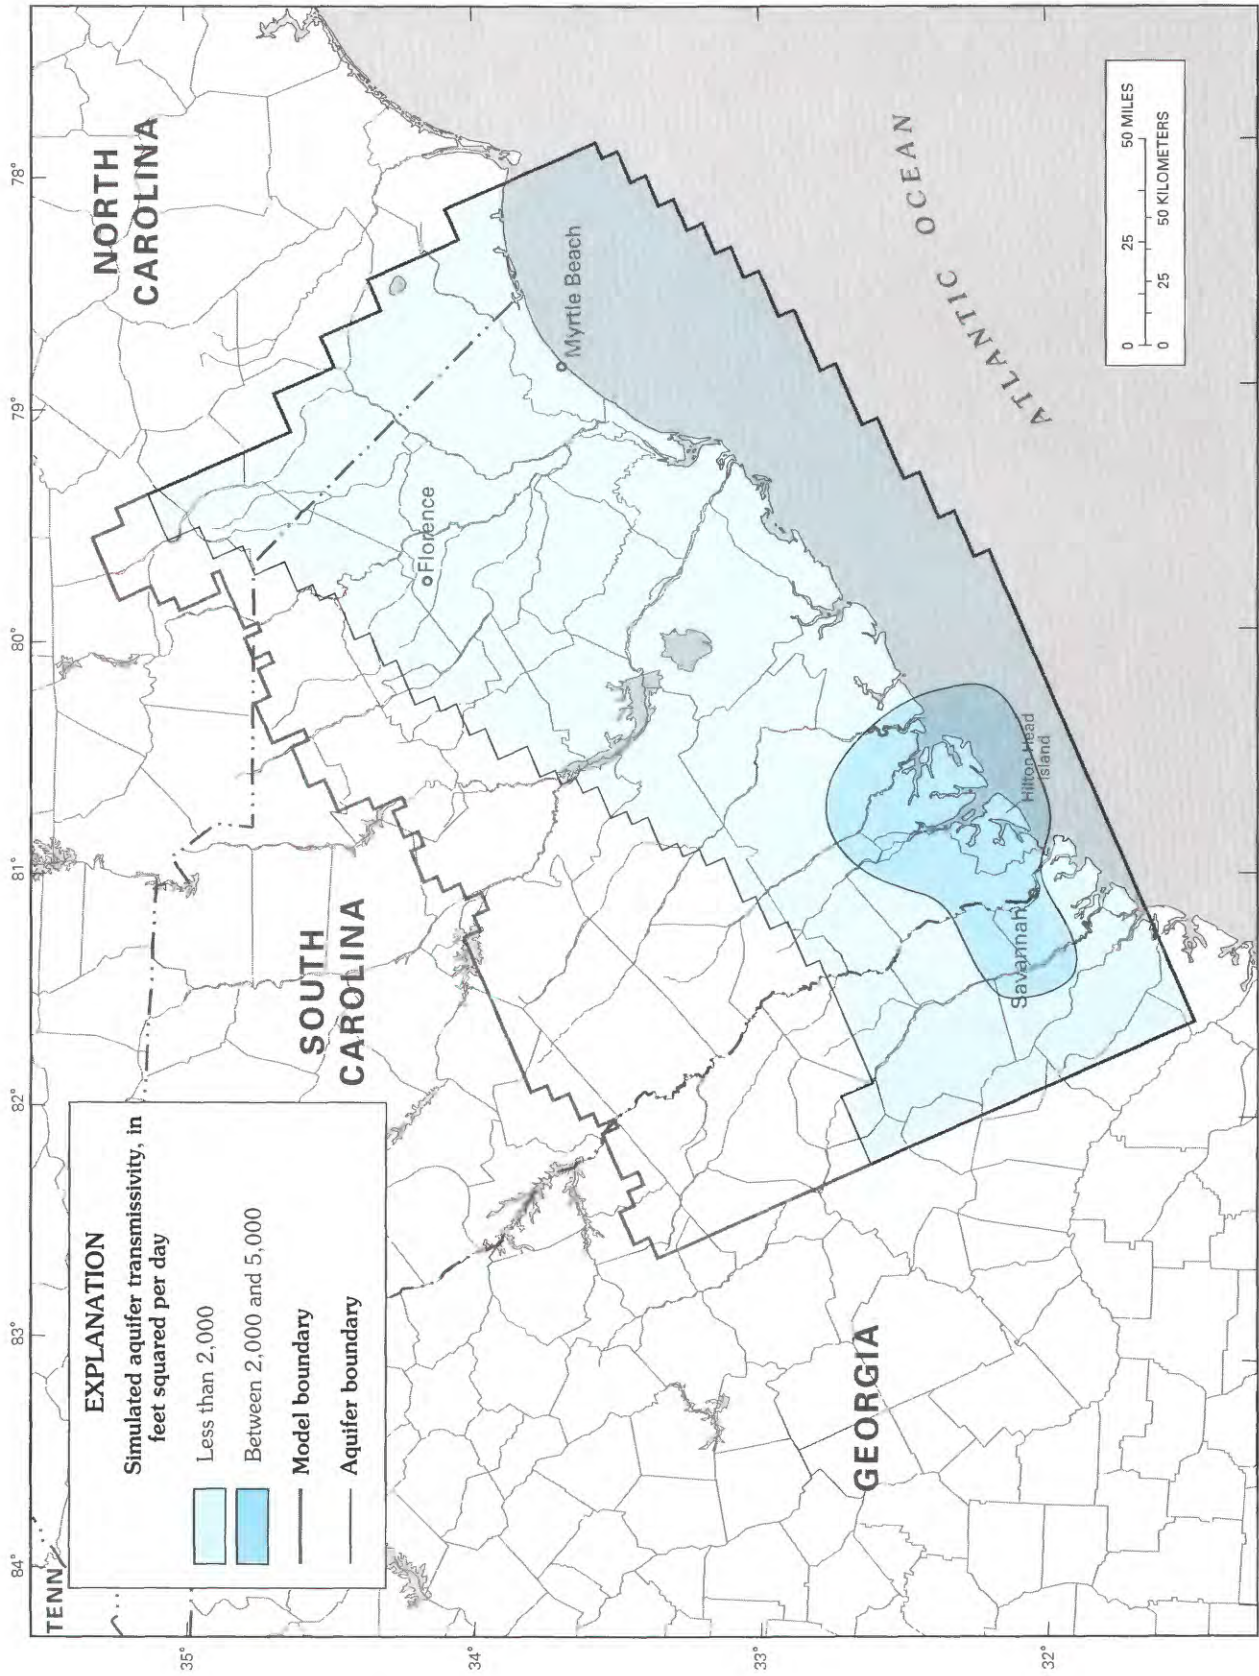 EXPLANATION
Simulated aquifer transmissivity, in
feet squared per day
Less than 2,000
Between 2,000 and 5,000
Model boundary
Aquifer boundary
84°
83°
82°
81°
80°
79°
78°
35°
34°
33°
32°
TENN
NORTH
CAROLINA
SOUTH
CAROLINA
GEORGIA
Florence
Myrtle Beach
Savannah
Hilton Head
Island
ATLANTIC OCEAN
0 25 50 MILES
0 25 50 KILOMETERS